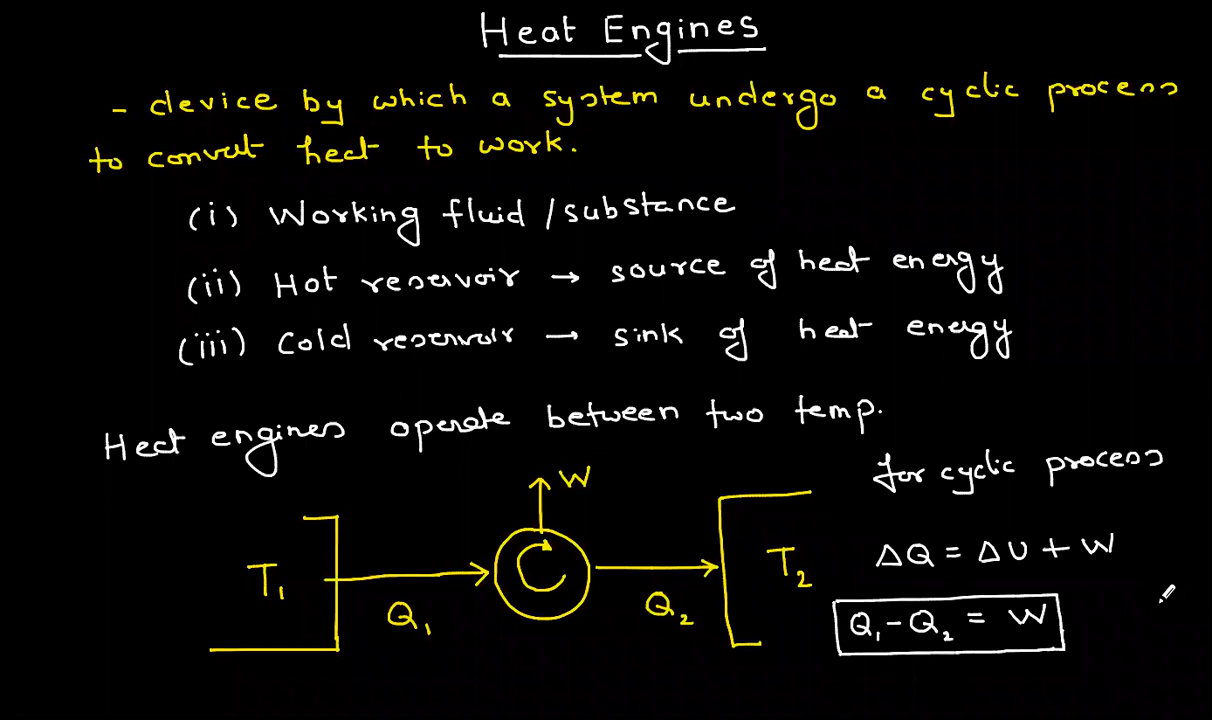 Heat Engines
- device by which a system undergo a cyclic process
to convert heat to work.
(i) Working fluid / substance
(ii) Hot reservoir → source of heat energy
(iii) Cold reservoir → sink of heat energy
Heat engines operate between two temp.
for cyclic process
W
ΔQ = ΔU + W
T₁
T₂
Q₁
Q₂
Q₁ - Q₂ = W